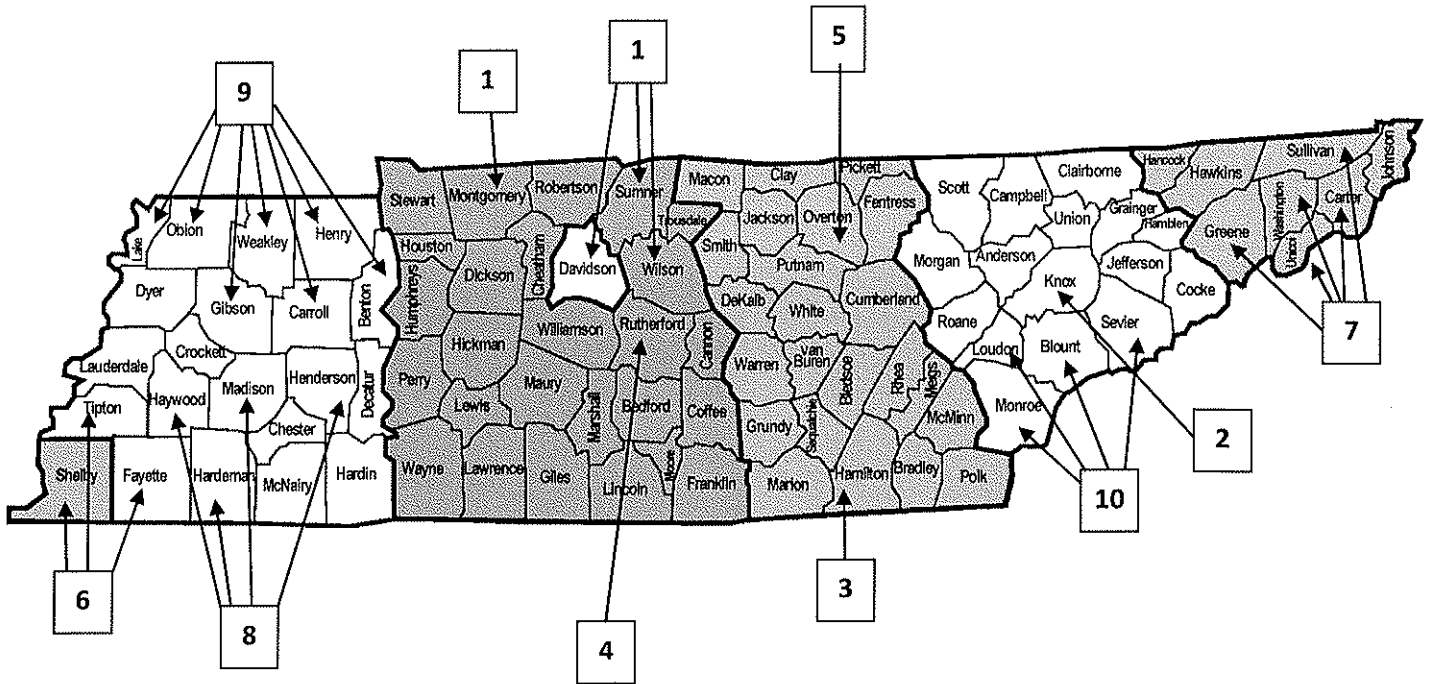 5
1
1
9
Stewart
Montgomery
Robertson
Sumner
Macon
Clay
Pickett
Scott
Campbell
Clairborne
Hancock
Hawkins
Sullivan
Johnson
Lake
Obion
Weakley
Henry
Houston
Cheatham
Trousdale
Jackson
Overton
Fentress
Union
Grainger
Hamblen
Greene
Washington
Carter
Unicoi
Dyer
Gibson
Carroll
Benton
Humphreys
Dickson
Davidson
Wilson
Smith
Putnam
Morgan
Anderson
Jefferson
Knox
Cocke
Crockett
Hickman
Williamson
Rutherford
Cannon
DeKalb
White
Cumberland
Roane
Sevier
7
Lauderdale
Madison
Henderson
Decatur
Perry
Maury
Warren
Van
Buren
Bledsoe
Rhea
Meigs
Loudon
Blount
Tipton
Haywood
Chester
Lewis
Marshall
Bedford
Coffee
Grundy
Sequatchie
McMinn
Monroe
2
Shelby
Fayette
Hardeman
McNairy
Hardin
Wayne
Lawrence
Giles
Lincoln
Moore
Franklin
Marion
Hamilton
Bradley
Polk
10
6
8
4
3